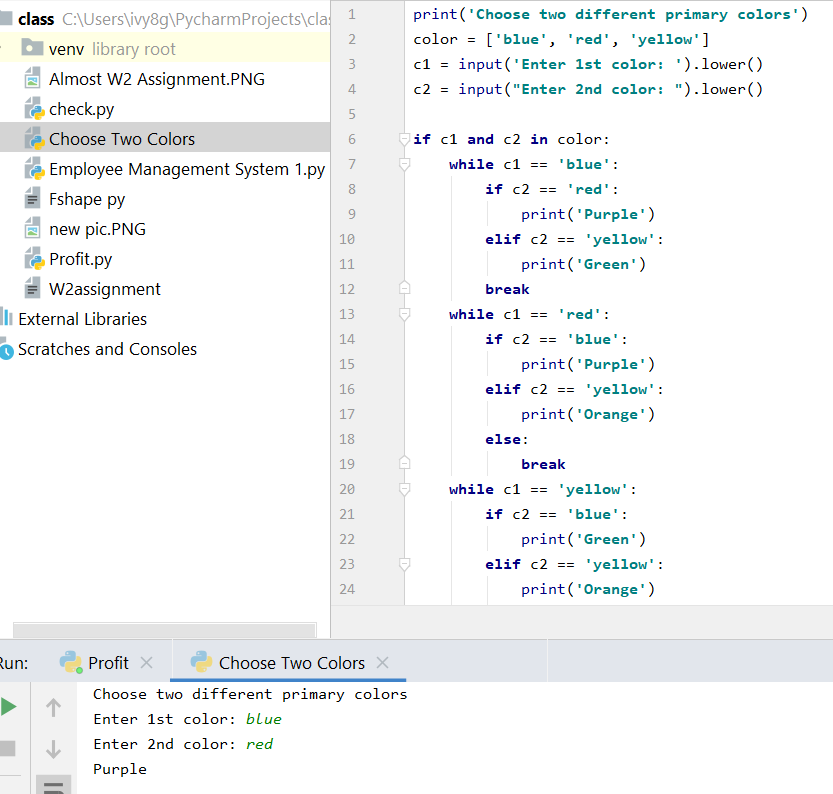 class C:\Users\ivy8g\PycharmProjects\clas
venv library root
Almost W2 Assignment.PNG
check.py
Choose Two Colors
Employee Management System 1.py
Fshape py
new pic.PNG
Profit.py
W2assignment
External Libraries
Scratches and Consoles
1 print('Choose two different primary colors')
2 color = ['blue', 'red', 'yellow']
3 c1 = input('Enter 1st color: ').lower()
4 c2 = input("Enter 2nd color: ").lower()
5
6 if c1 and c2 in color:
7     while c1 == 'blue':
8         if c2 == 'red':
9             print('Purple')
10         elif c2 == 'yellow':
11             print('Green')
12         break
13     while c1 == 'red':
14         if c2 == 'blue':
15             print('Purple')
16         elif c2 == 'yellow':
17             print('Orange')
18         else:
19             break
20     while c1 == 'yellow':
21         if c2 == 'blue':
22             print('Green')
23         elif c2 == 'yellow':
24             print('Orange')
Run: Profit Choose Two Colors
Choose two different primary colors
Enter 1st color: blue
Enter 2nd color: red
Purple